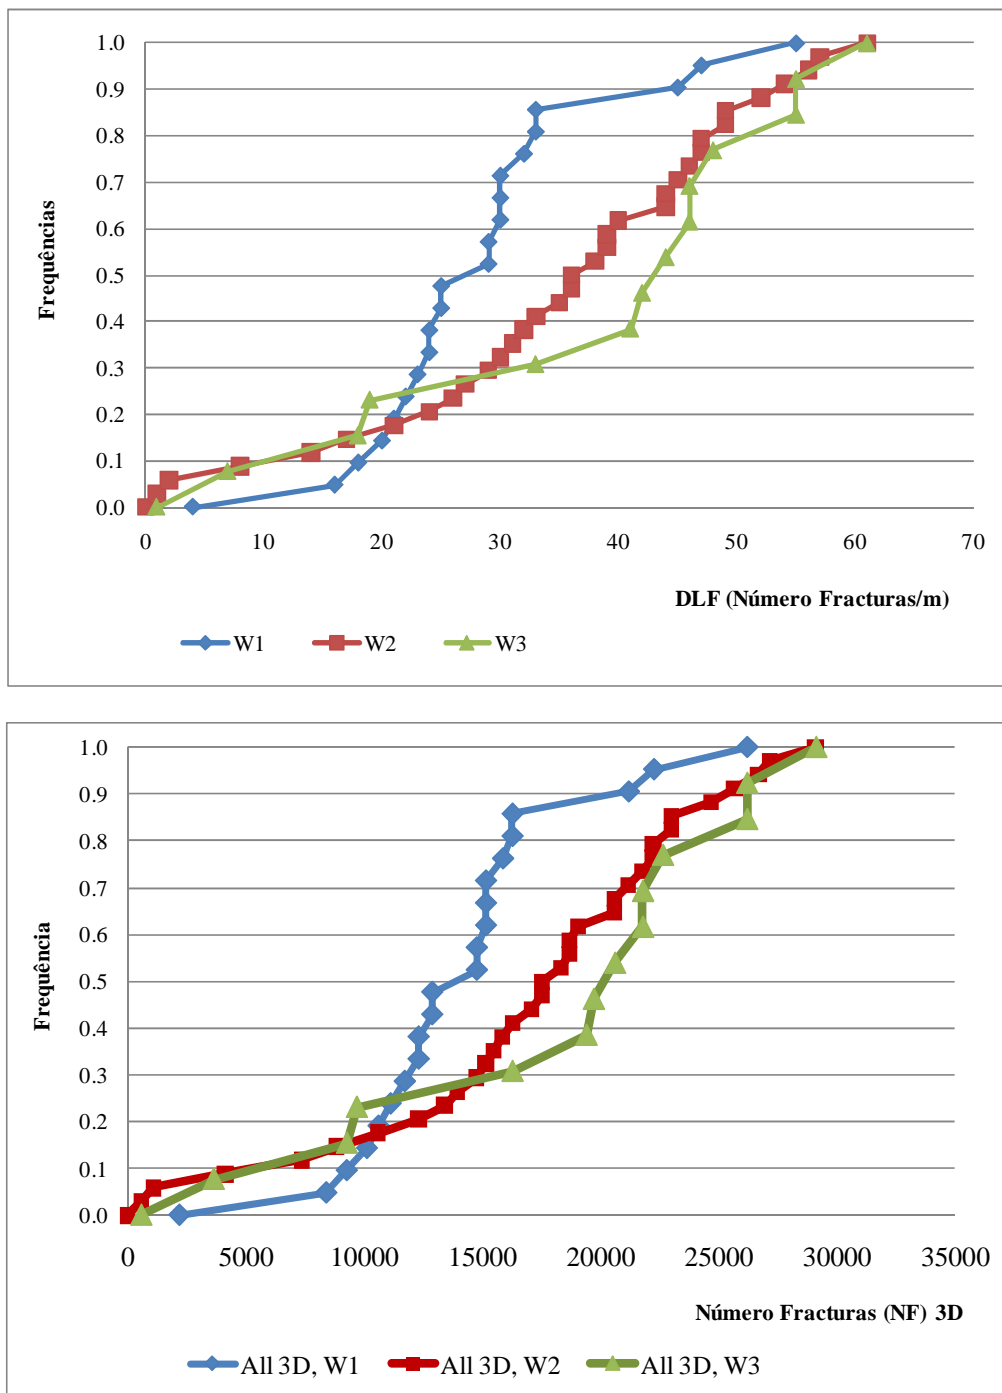 1.0
0.9
0.8
0.7
0.6
0.5
0.4
0.3
0.2
0.1
0.0
Frequências
0 10 20 30 40 50 60 70
DLF (Número Fracturas/m)
W1 W2 W3
1.0
0.9
0.8
0.7
0.6
0.5
0.4
0.3
0.2
0.1
0.0
Frequência
0 5000 10000 15000 20000 25000 30000 35000
Número Fracturas (NF) 3D
All 3D, W1 All 3D, W2 All 3D, W3